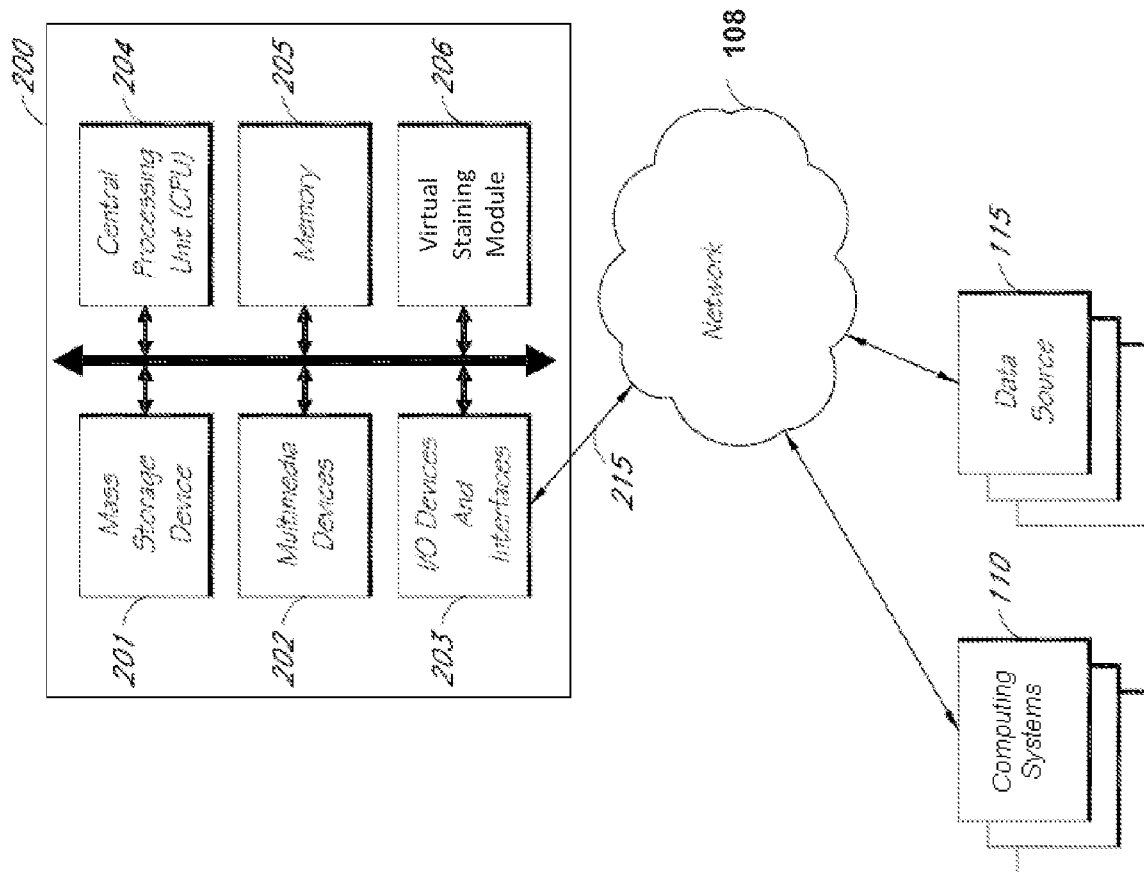 200
Mass
Storage
Device
201
Central
Processing
Unit (CPU)
204
Multimedia
Devices
202
Memory
205
I/O Devices
And
Interfaces
203
Virtual
Staining
Module
206
215
Network
108
Computing
Systems
110
Data
Source
115